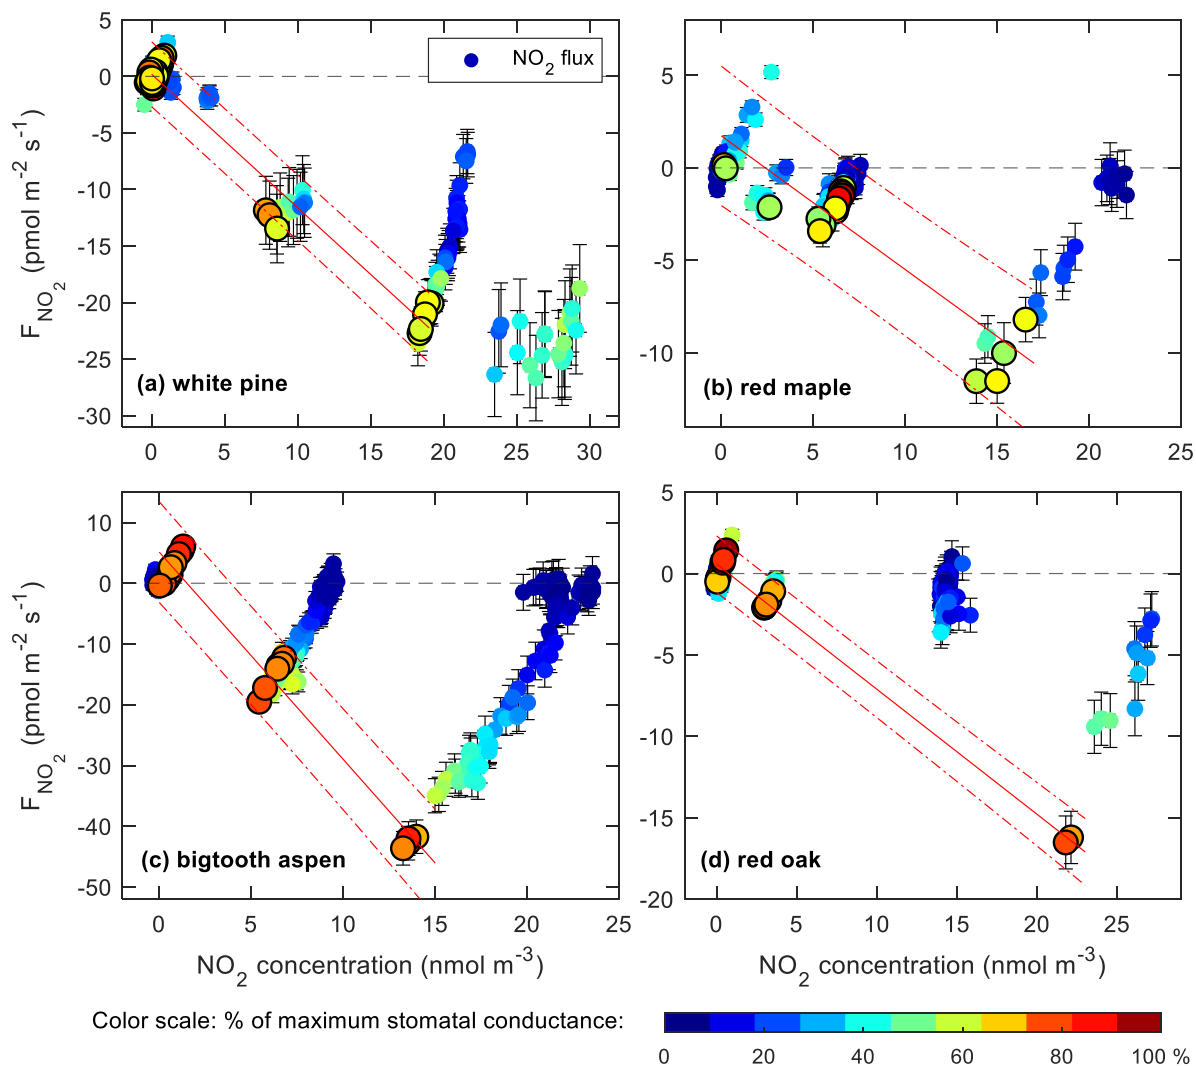 5
0
-5
-10
-15
-20
-25
-30
F_NO2 (pmol m^-2 s^-1)
NO2 flux
(a) white pine
0 5 10 15 20 25 30
5
0
-5
-10
(b) red maple
0 5 10 15 20 25
10
0
-10
-20
-30
-40
-50
F_NO2 (pmol m^-2 s^-1)
(c) bigtooth aspen
0 5 10 15 20 25
NO2 concentration (nmol m^-3)
5
0
-5
-10
-15
-20
(d) red oak
0 5 10 15 20 25
NO2 concentration (nmol m^-3)
Color scale: % of maximum stomatal conductance:
0 20 40 60 80 100 %